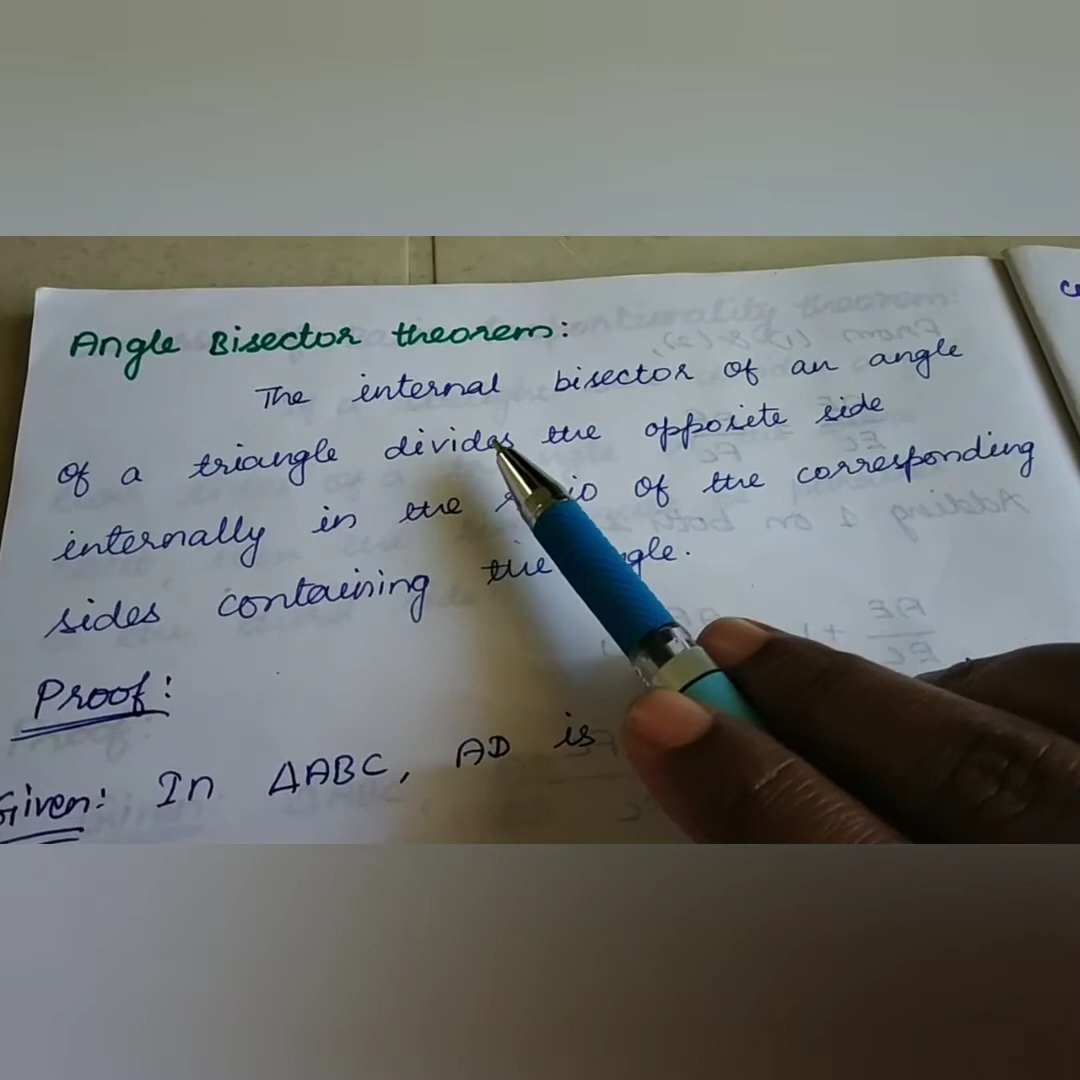 Angle Bisector theorem:
The internal bisector of an angle
of a triangle divides the opposite side
internally in the of the corresponding
sides containing the
Proof:
Given: In ΔABC, AD is